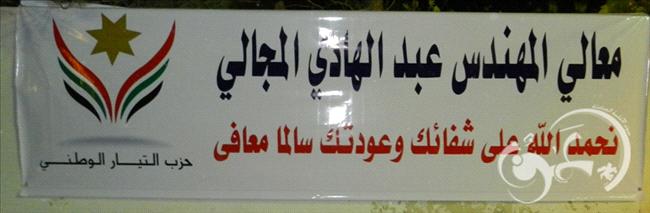 معالي المهندس عبد الهادي المجالي
نحمد الله على شفائك وعودتك سالما معافى
حزب التيار الوطني